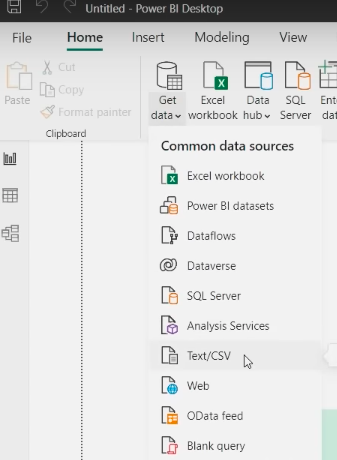 Untitled - Power BI Desktop
File Home Insert Modeling View
Paste
Cut
Copy
Format painter
Clipboard
Get data
Excel workbook
Data hub
SQL Server
Common data sources
Excel workbook
Power BI datasets
Dataflows
Dataverse
SQL Server
Analysis Services
Text/CSV
Web
OData feed
Blank query